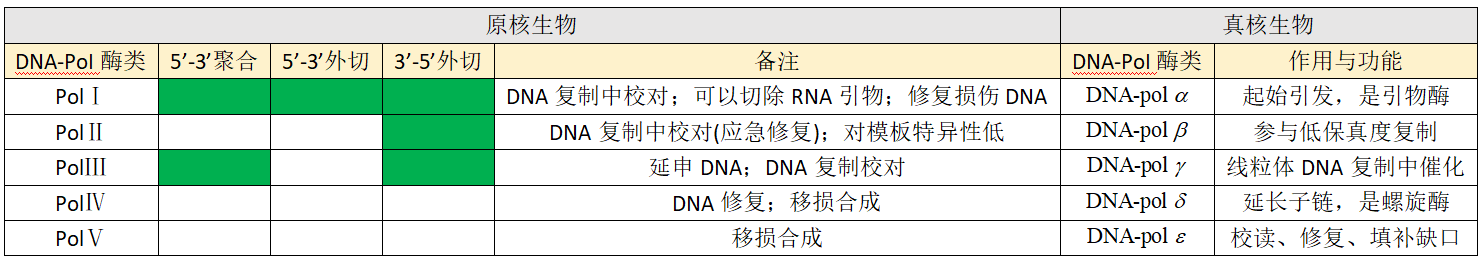 原核生物 真核生物
DNA-Pol 酶类 5’-3’聚合 5’-3’外切 3’-5’外切 备注 DNA-Pol 酶类 作用与功能
PolⅠ DNA 复制中校对；可以切除 RNA 引物；修复损伤 DNA DNA-pol α 起始引发，是引物酶
PolⅡ DNA 复制中校对(应急修复)；对模板特异性低 DNA-pol β 参与低保真度复制
PolⅢ 延申 DNA；DNA 复制校对 DNA-pol γ 线粒体 DNA 复制中催化
PolⅣ DNA 修复；移损合成 DNA-pol δ 延长子链，是螺旋酶
PolⅤ 移损合成 DNA-pol ε 校读、修复、填补缺口